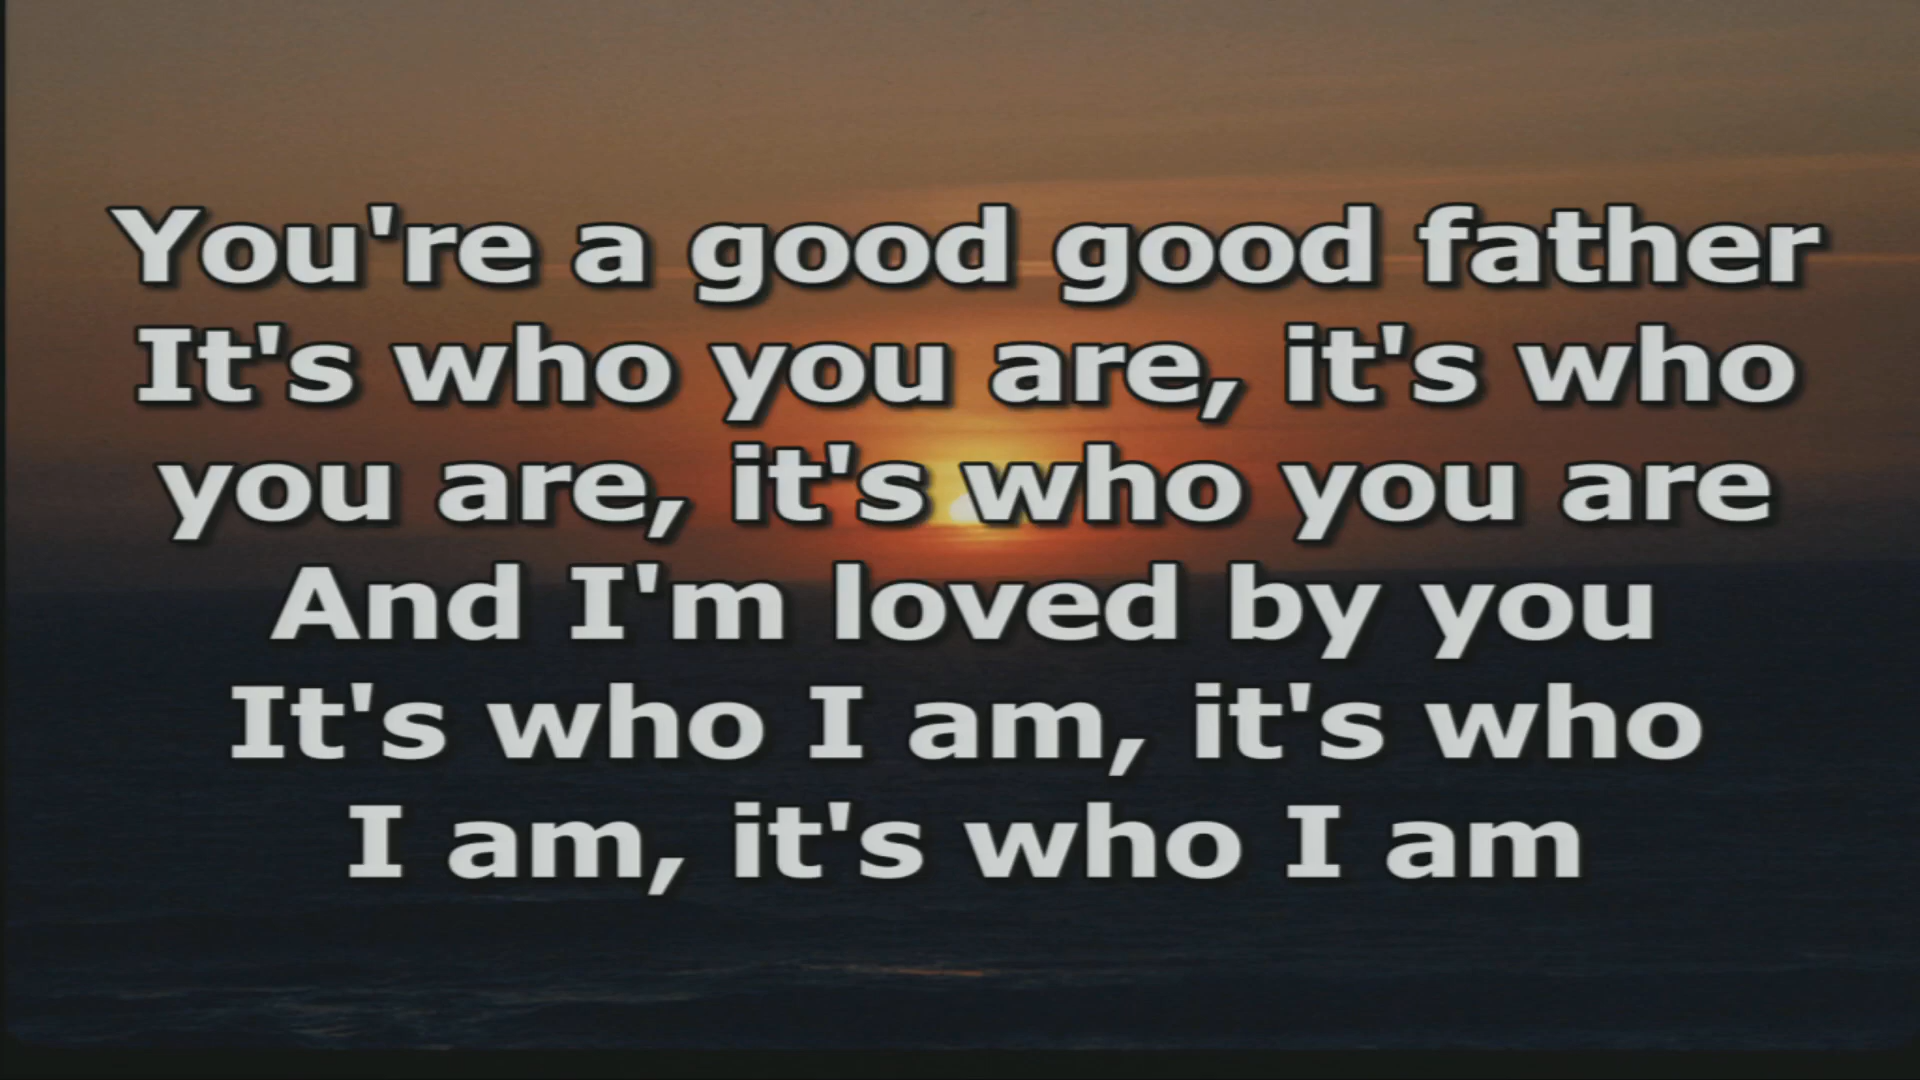 You're a good good father
It's who you are, it's who
you are, it's who you are
And I'm loved by you
It's who I am, it's who
I am, it's who I am